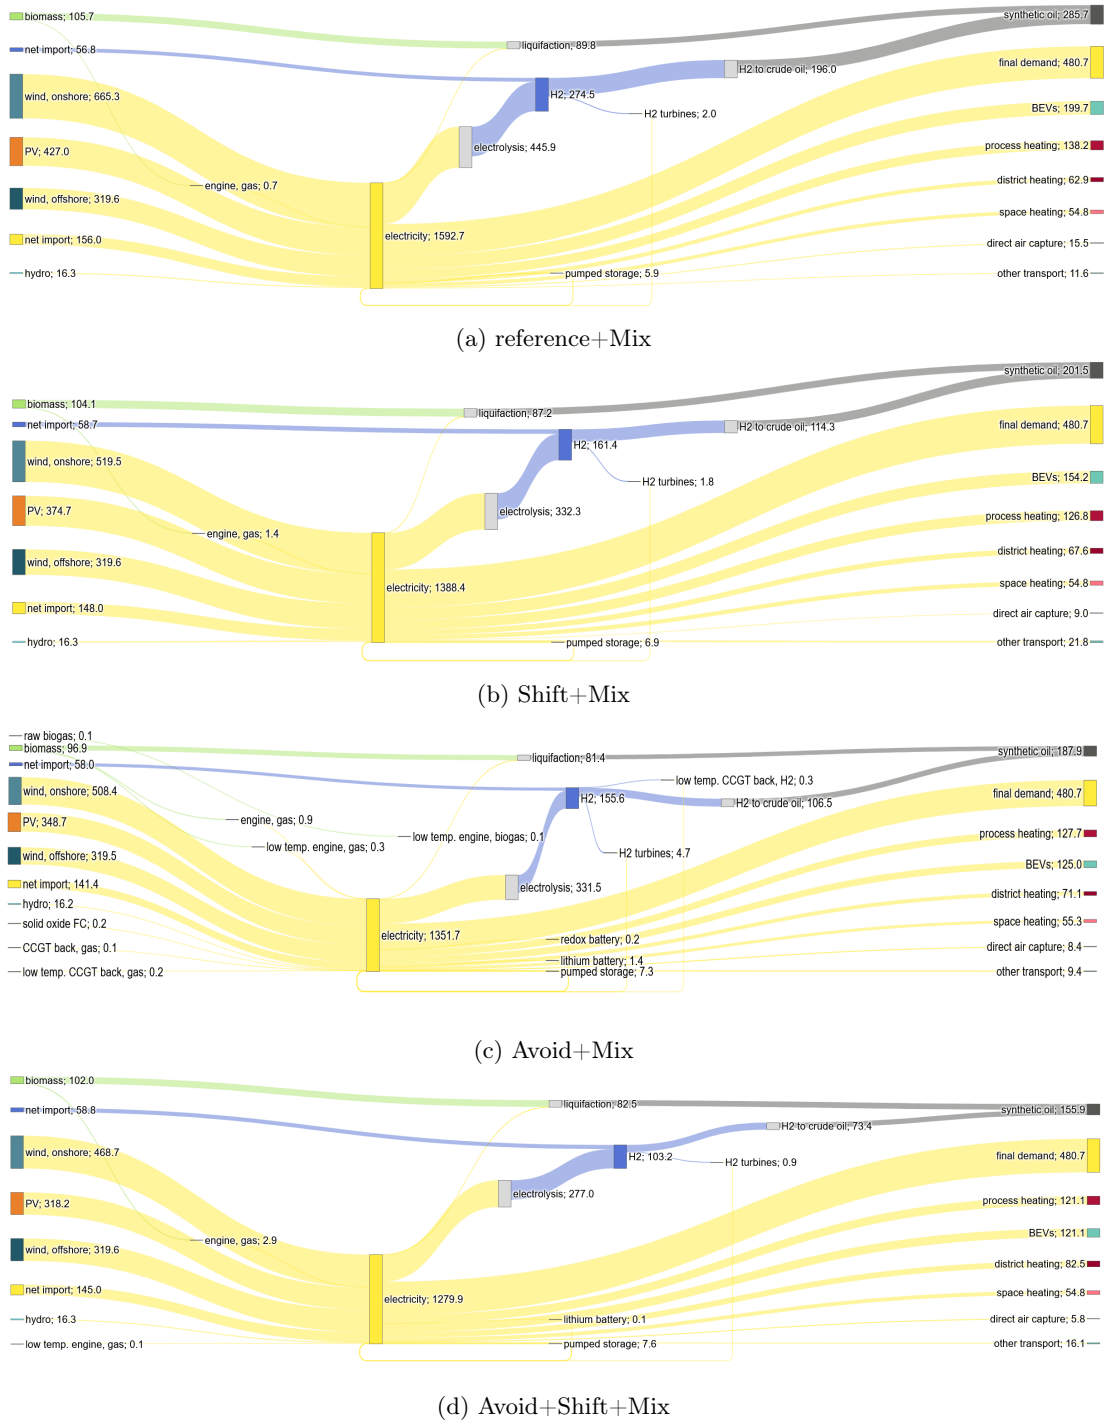 biomass; 105.7
net import; 56.8
wind, onshore; 665.3
PV; 427.0
wind, offshore; 319.6
net import; 156.0
hydro; 16.3
engine, gas; 0.7
electricity; 1592.7
liquifaction; 89.8
H2; 274.5
electrolysis; 445.9
H2 to crude oil; 196.0
H2 turbines; 2.0
pumped storage; 5.9
synthetic oil; 285.7
final demand; 480.7
BEVs; 199.7
process heating; 138.2
district heating; 62.9
space heating; 54.8
direct air capture; 15.5
other transport; 11.6
(a) reference+Mix
biomass; 104.1
net import; 58.7
wind, onshore; 519.5
PV; 374.7
wind, offshore; 319.6
net import; 148.0
hydro; 16.3
engine, gas; 1.4
electricity; 1388.4
liquifaction; 87.2
H2; 161.4
electrolysis; 332.3
H2 to crude oil; 114.3
H2 turbines; 1.8
pumped storage; 6.9
synthetic oil; 201.5
final demand; 480.7
BEVs; 154.2
process heating; 126.8
district heating; 67.6
space heating; 54.8
direct air capture; 9.0
other transport; 21.8
(b) Shift+Mix
raw biogas; 0.1
biomass; 96.9
net import; 58.0
wind, onshore; 508.4
PV; 348.7
wind, offshore; 319.5
net import; 141.4
hydro; 16.2
solid oxide FC; 0.2
CCGT back, gas; 0.1
low temp. CCGT back, gas; 0.2
engine, gas; 0.9
low temp. engine, gas; 0.3
low temp. engine, biogas; 0.1
electricity; 1351.7
liquifaction; 81.4
H2; 155.6
electrolysis; 331.5
low temp. CCGT back, H2; 0.3
H2 to crude oil; 106.5
H2 turbines; 4.7
redox battery; 0.2
lithium battery; 1.4
pumped storage; 7.3
synthetic oil; 187.9
final demand; 480.7
process heating; 127.7
BEVs; 125.0
district heating; 71.1
space heating; 55.3
direct air capture; 8.4
other transport; 9.4
(c) Avoid+Mix
biomass; 102.0
net import; 58.8
wind, onshore; 468.7
PV; 318.2
wind, offshore; 319.6
net import; 145.0
hydro; 16.3
low temp. engine, gas; 0.1
engine, gas; 2.9
electricity; 1279.9
liquifaction; 82.5
H2; 103.2
electrolysis; 277.0
H2 to crude oil; 73.4
H2 turbines; 0.9
lithium battery; 0.1
pumped storage; 7.6
synthetic oil; 155.9
final demand; 480.7
process heating; 121.1
BEVs; 121.1
district heating; 82.5
space heating; 54.8
direct air capture; 5.8
other transport; 16.1
(d) Avoid+Shift+Mix